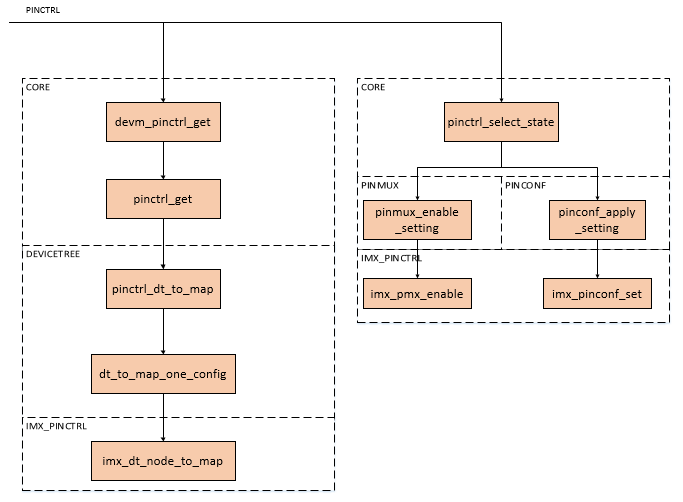 PINCTRL
CORE
devm_pinctrl_get
pinctrl_get
DEVICETREE
pinctrl_dt_to_map
dt_to_map_one_config
IMX_PINCTRL
imx_dt_node_to_map
CORE
pinctrl_select_state
PINMUX
PINCONF
pinmux_enable
_setting
pinconf_apply
_setting
IMX_PINCTRL
imx_pmx_enable
imx_pinconf_set